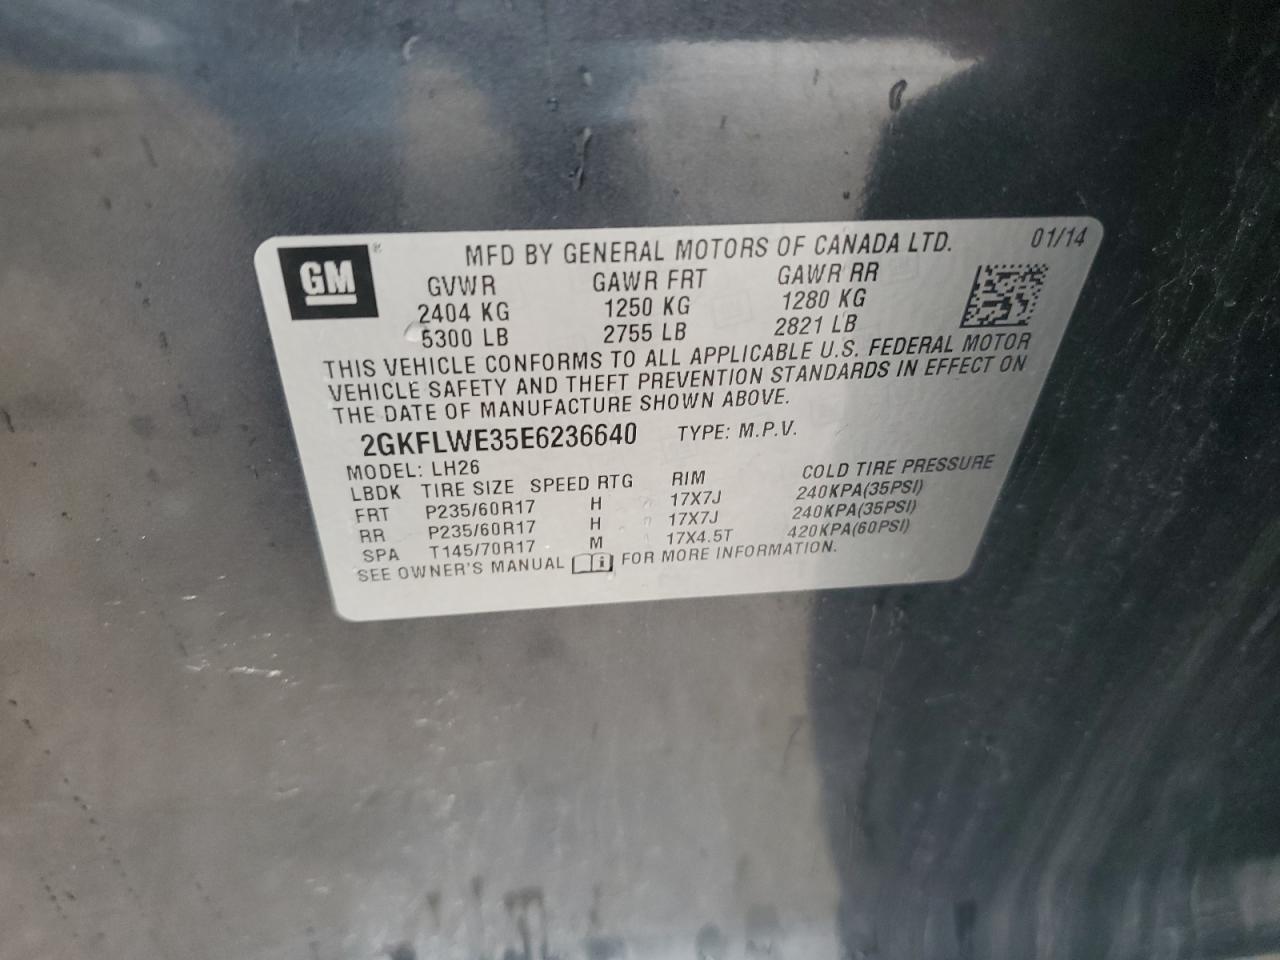 GM ®
MFD BY GENERAL MOTORS OF CANADA LTD. 01/14
GVWR GAWR FRT GAWR RR
2404 KG 1250 KG 1280 KG
5300 LB 2755 LB 2821 LB
THIS VEHICLE CONFORMS TO ALL APPLICABLE U.S. FEDERAL MOTOR
VEHICLE SAFETY AND THEFT PREVENTION STANDARDS IN EFFECT ON
THE DATE OF MANUFACTURE SHOWN ABOVE.
2GKFLWE35E6236640 TYPE: M.P.V.
MODEL: LH26
LBDK TIRE SIZE SPEED RTG RIM COLD TIRE PRESSURE
FRT P235/60R17 H 17X7J 240KPA(35PSI)
RR P235/60R17 H 17X7J 240KPA(35PSI)
SPA T145/70R17 M 17X4.5T 420KPA(60PSI)
SEE OWNER'S MANUAL i FOR MORE INFORMATION.